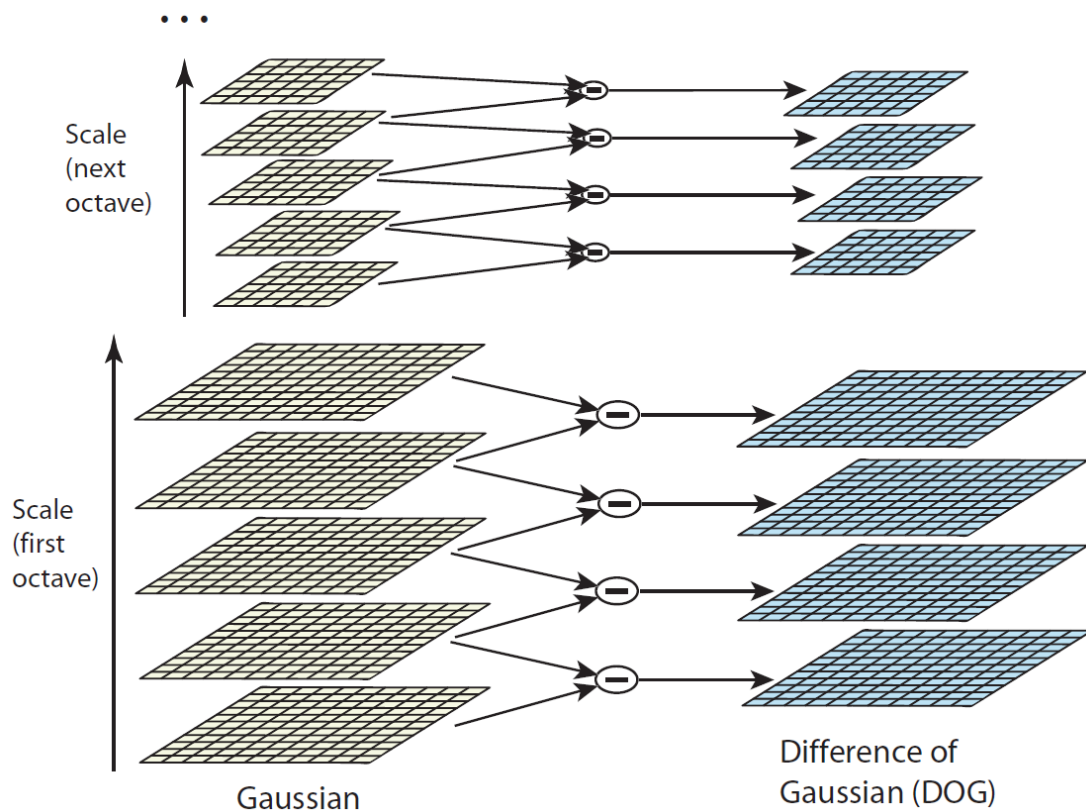 • • •
Scale
(next
octave)
Scale
(first
octave)
Gaussian
Difference of
Gaussian (DOG)